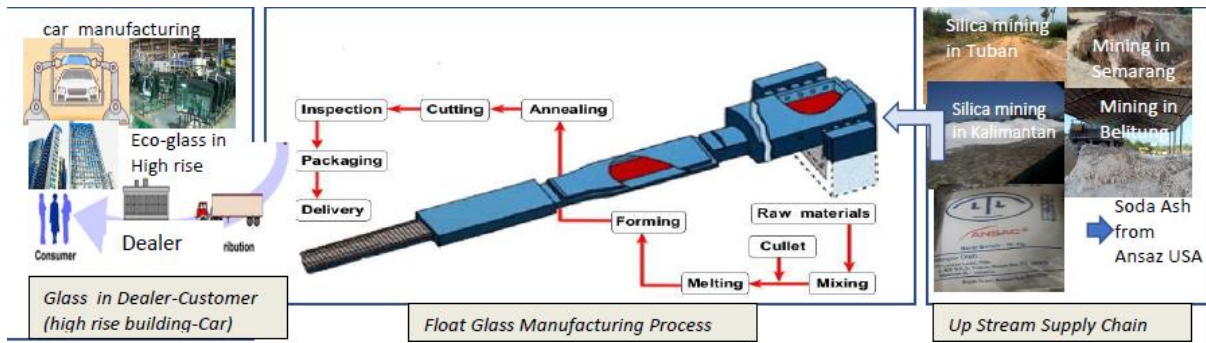 car manufacturing
Eco-glass in
High rise
Dealer
ribution
Consumer
Glass in Dealer-Customer
(high rise building-Car)
Inspection
Cutting
Annealing
Packaging
Delivery
Forming
Raw materials
Cullet
Melting
Mixing
Float Glass Manufacturing Process
Silica mining
in Tuban
Mining in
Semarang
Silica mining
in Kalimantan
Mining in
Belitung
ANSAC
Soda Ash
from
Ansaz USA
Up Stream Supply Chain